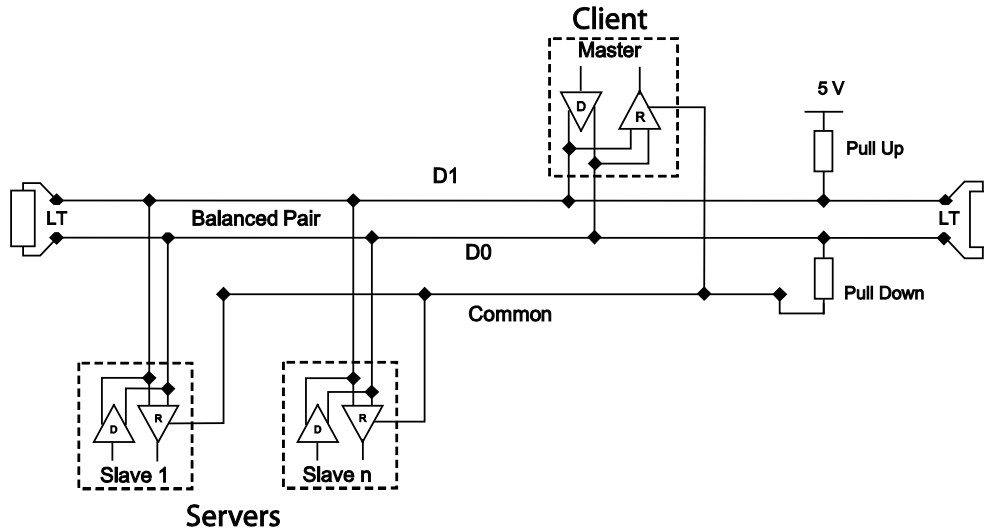 Client
Master
D
R
5 V
Pull Up
D1
LT
Balanced Pair
LT
D0
Pull Down
Common
D
R
D
R
Slave 1
Slave n
Servers